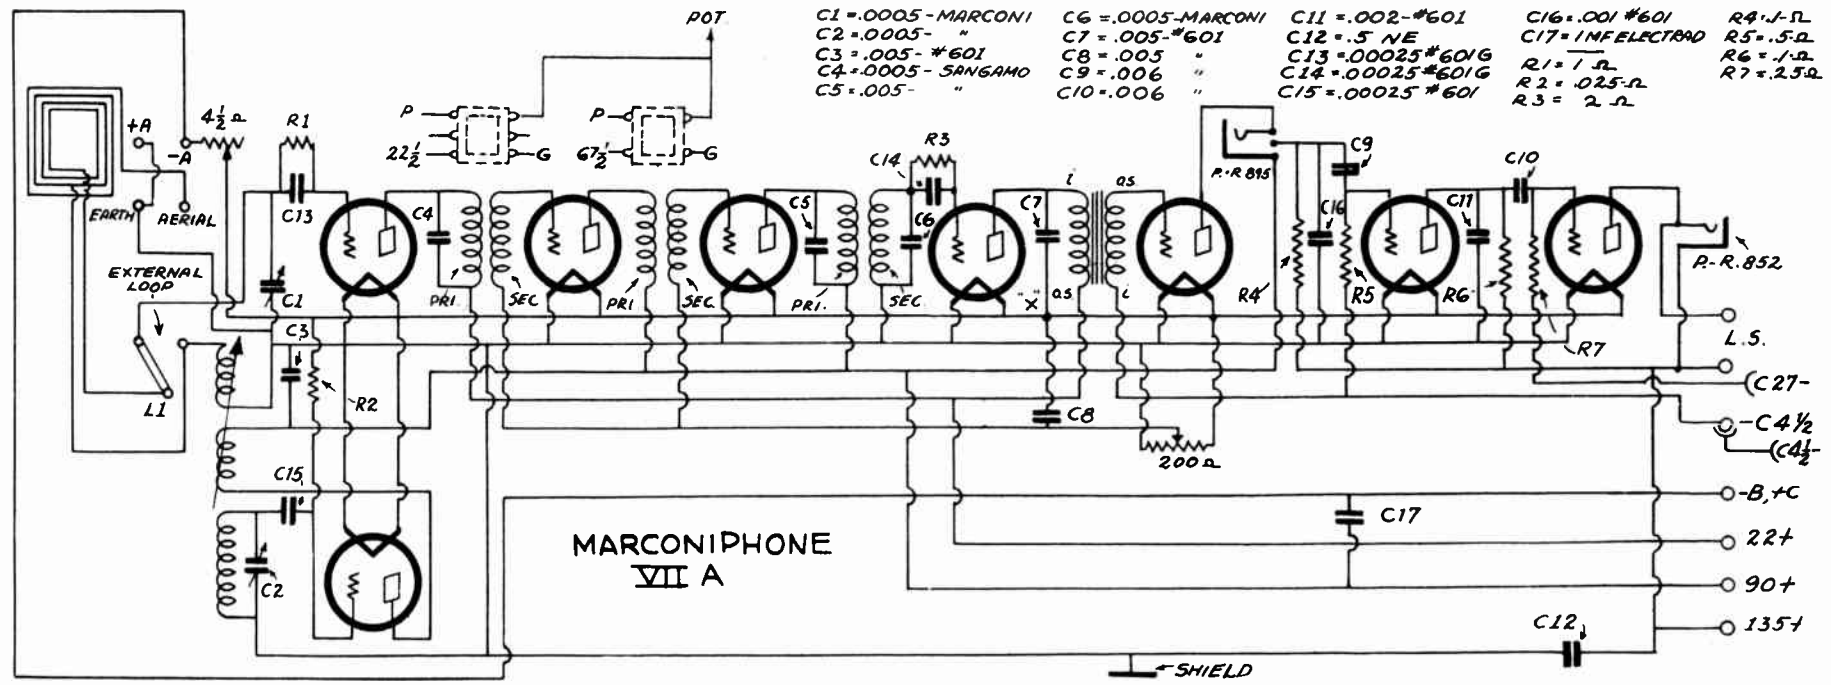 POT
C1=.0005-MARCONI
C2=.0005- "
C3=.005-#601
C4=.0005-SANGAMO
C5=.005- "
C6=.0005-MARCONI
C7=.005-#601
C8=.005 "
C9=.006 "
C10=.006 "
C11=.002-#601
C12=.5 NE
C13=.00025#601G
C14=.00025#601G
C15=.00025#601
C16=.001 #601
C17=1MF ELECTRAD
R1=1 Ω
R2=.025-Ω
R3=2 Ω
R4=.1-Ω
R5=.5Ω
R6=.1-Ω
R7=.25Ω
+A
-A
4½ Ω
R1
P
22½
G
P
67½
G
EARTH
AERIAL
C13
C4
C5
C14
R3
C6
C7
I
O.S.
P.-R.895
C9
C10
C16
C11
EXTERNAL LOOP
C1
PRI.
SEC.
PRI
SEC.
PRI.
SEC.
"X"
O.S.
I
R4
R5
R6
P.-R.852
C3
L1
R2
R7
L.S.
C8
C27-
-C4½
C4½-
200Ω
C15
C17
-B,+C
C2
MARCONIPHONE
VII A
22+
90+
C12
135+
SHIELD